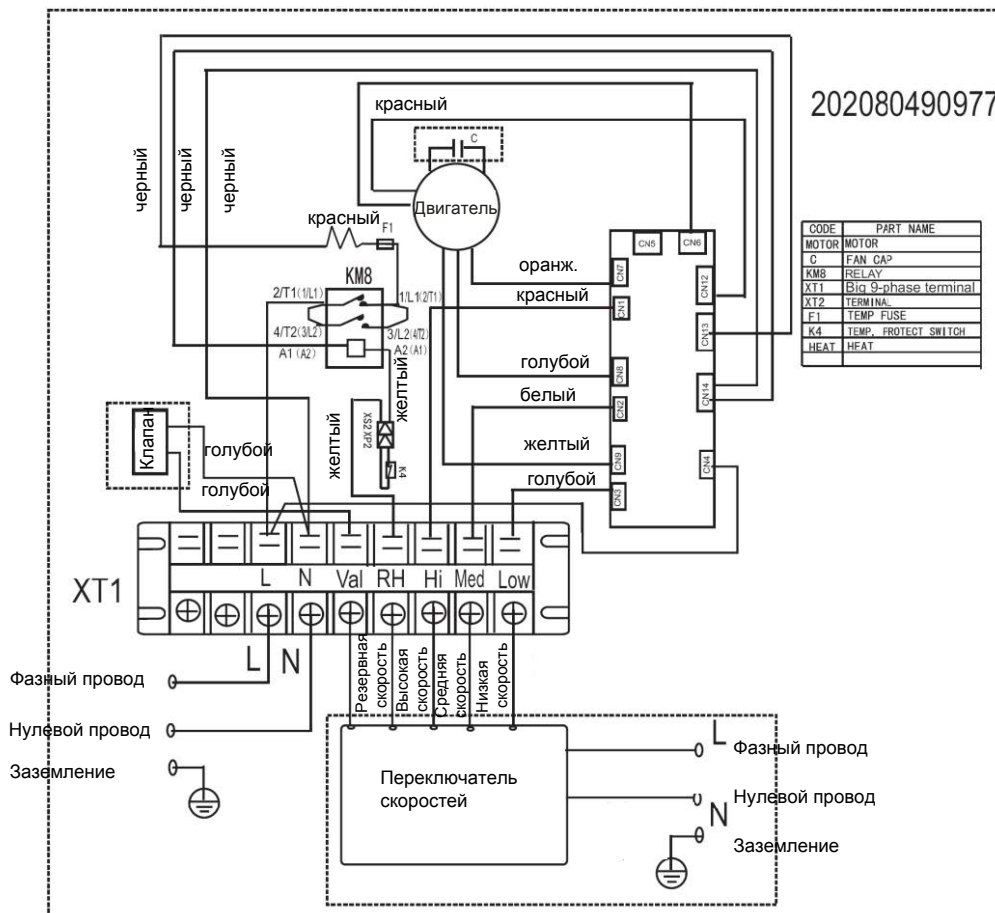 202080490977
красный
черный
черный
черный
C
Двигатель
красный
F1
KM8
2/T1(1/L1)
1/L1(2/T1)
4/T2(3/L2)
3/L2(4/T2)
A1 (A2)
A2(A1)
желтый
желтый
XS2 XP2
K4
CN5
CN6
CN7
CN12
CN1
CN13
CN8
CN14
CN2
CN9
CN4
CN3
оранж.
красный
голубой
белый
желтый
голубой
CODE PART NAME
MOTOR MOTOR
C FAN CAP
KM8 RELAY
XT1 Big 9-phase terminal
XT2 TERMINAL
F1 TEMP FUSE
K4 TEMP, FROTECT SWITCH
HEAT HEAT
Клапан
голубой
голубой
XT1
L N Val RH Hi Med Low
L N
Резервная
скорость
Высокая
скорость
Средняя
скорость
Низкая
скорость
Фазный провод
Нулевой провод
Заземление
Переключатель
скоростей
L
Фазный провод
Нулевой провод
N
Заземление